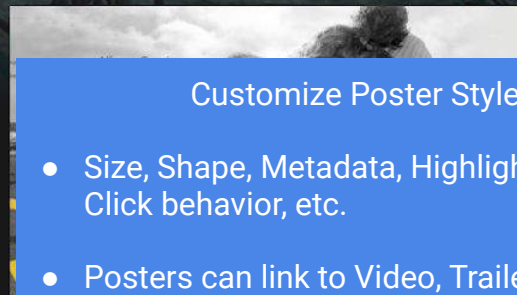 Customize Poster Style
● Size, Shape, Metadata, Highligh
Click behavior, etc.
● Posters can link to Video, Traile